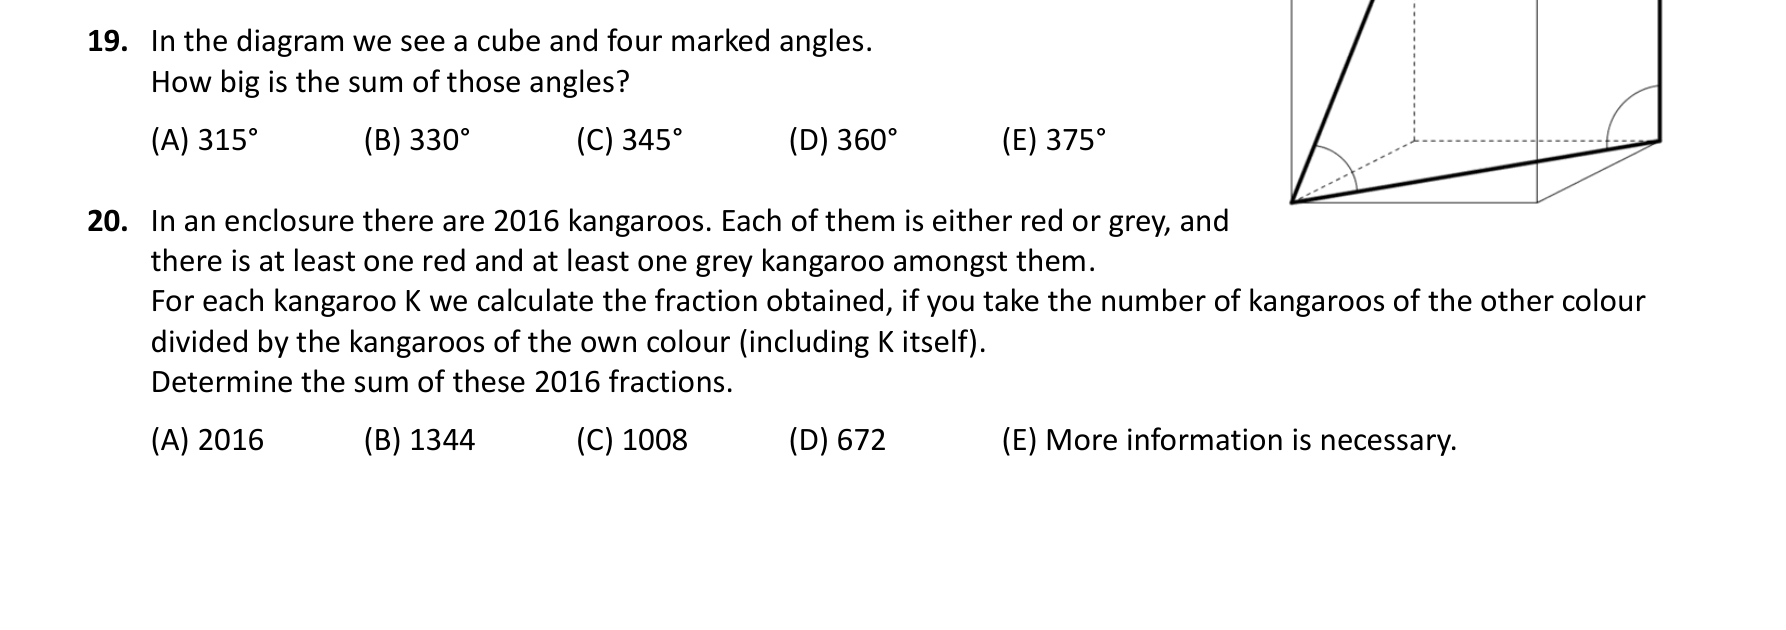 19. In the diagram we see a cube and four marked angles.
How big is the sum of those angles?
(A) 315° (B) 330° (C) 345° (D) 360° (E) 375°
20. In an enclosure there are 2016 kangaroos. Each of them is either red or grey, and
there is at least one red and at least one grey kangaroo amongst them.
For each kangaroo K we calculate the fraction obtained, if you take the number of kangaroos of the other colour
divided by the kangaroos of the own colour (including K itself).
Determine the sum of these 2016 fractions.
(A) 2016 (B) 1344 (C) 1008 (D) 672 (E) More information is necessary.